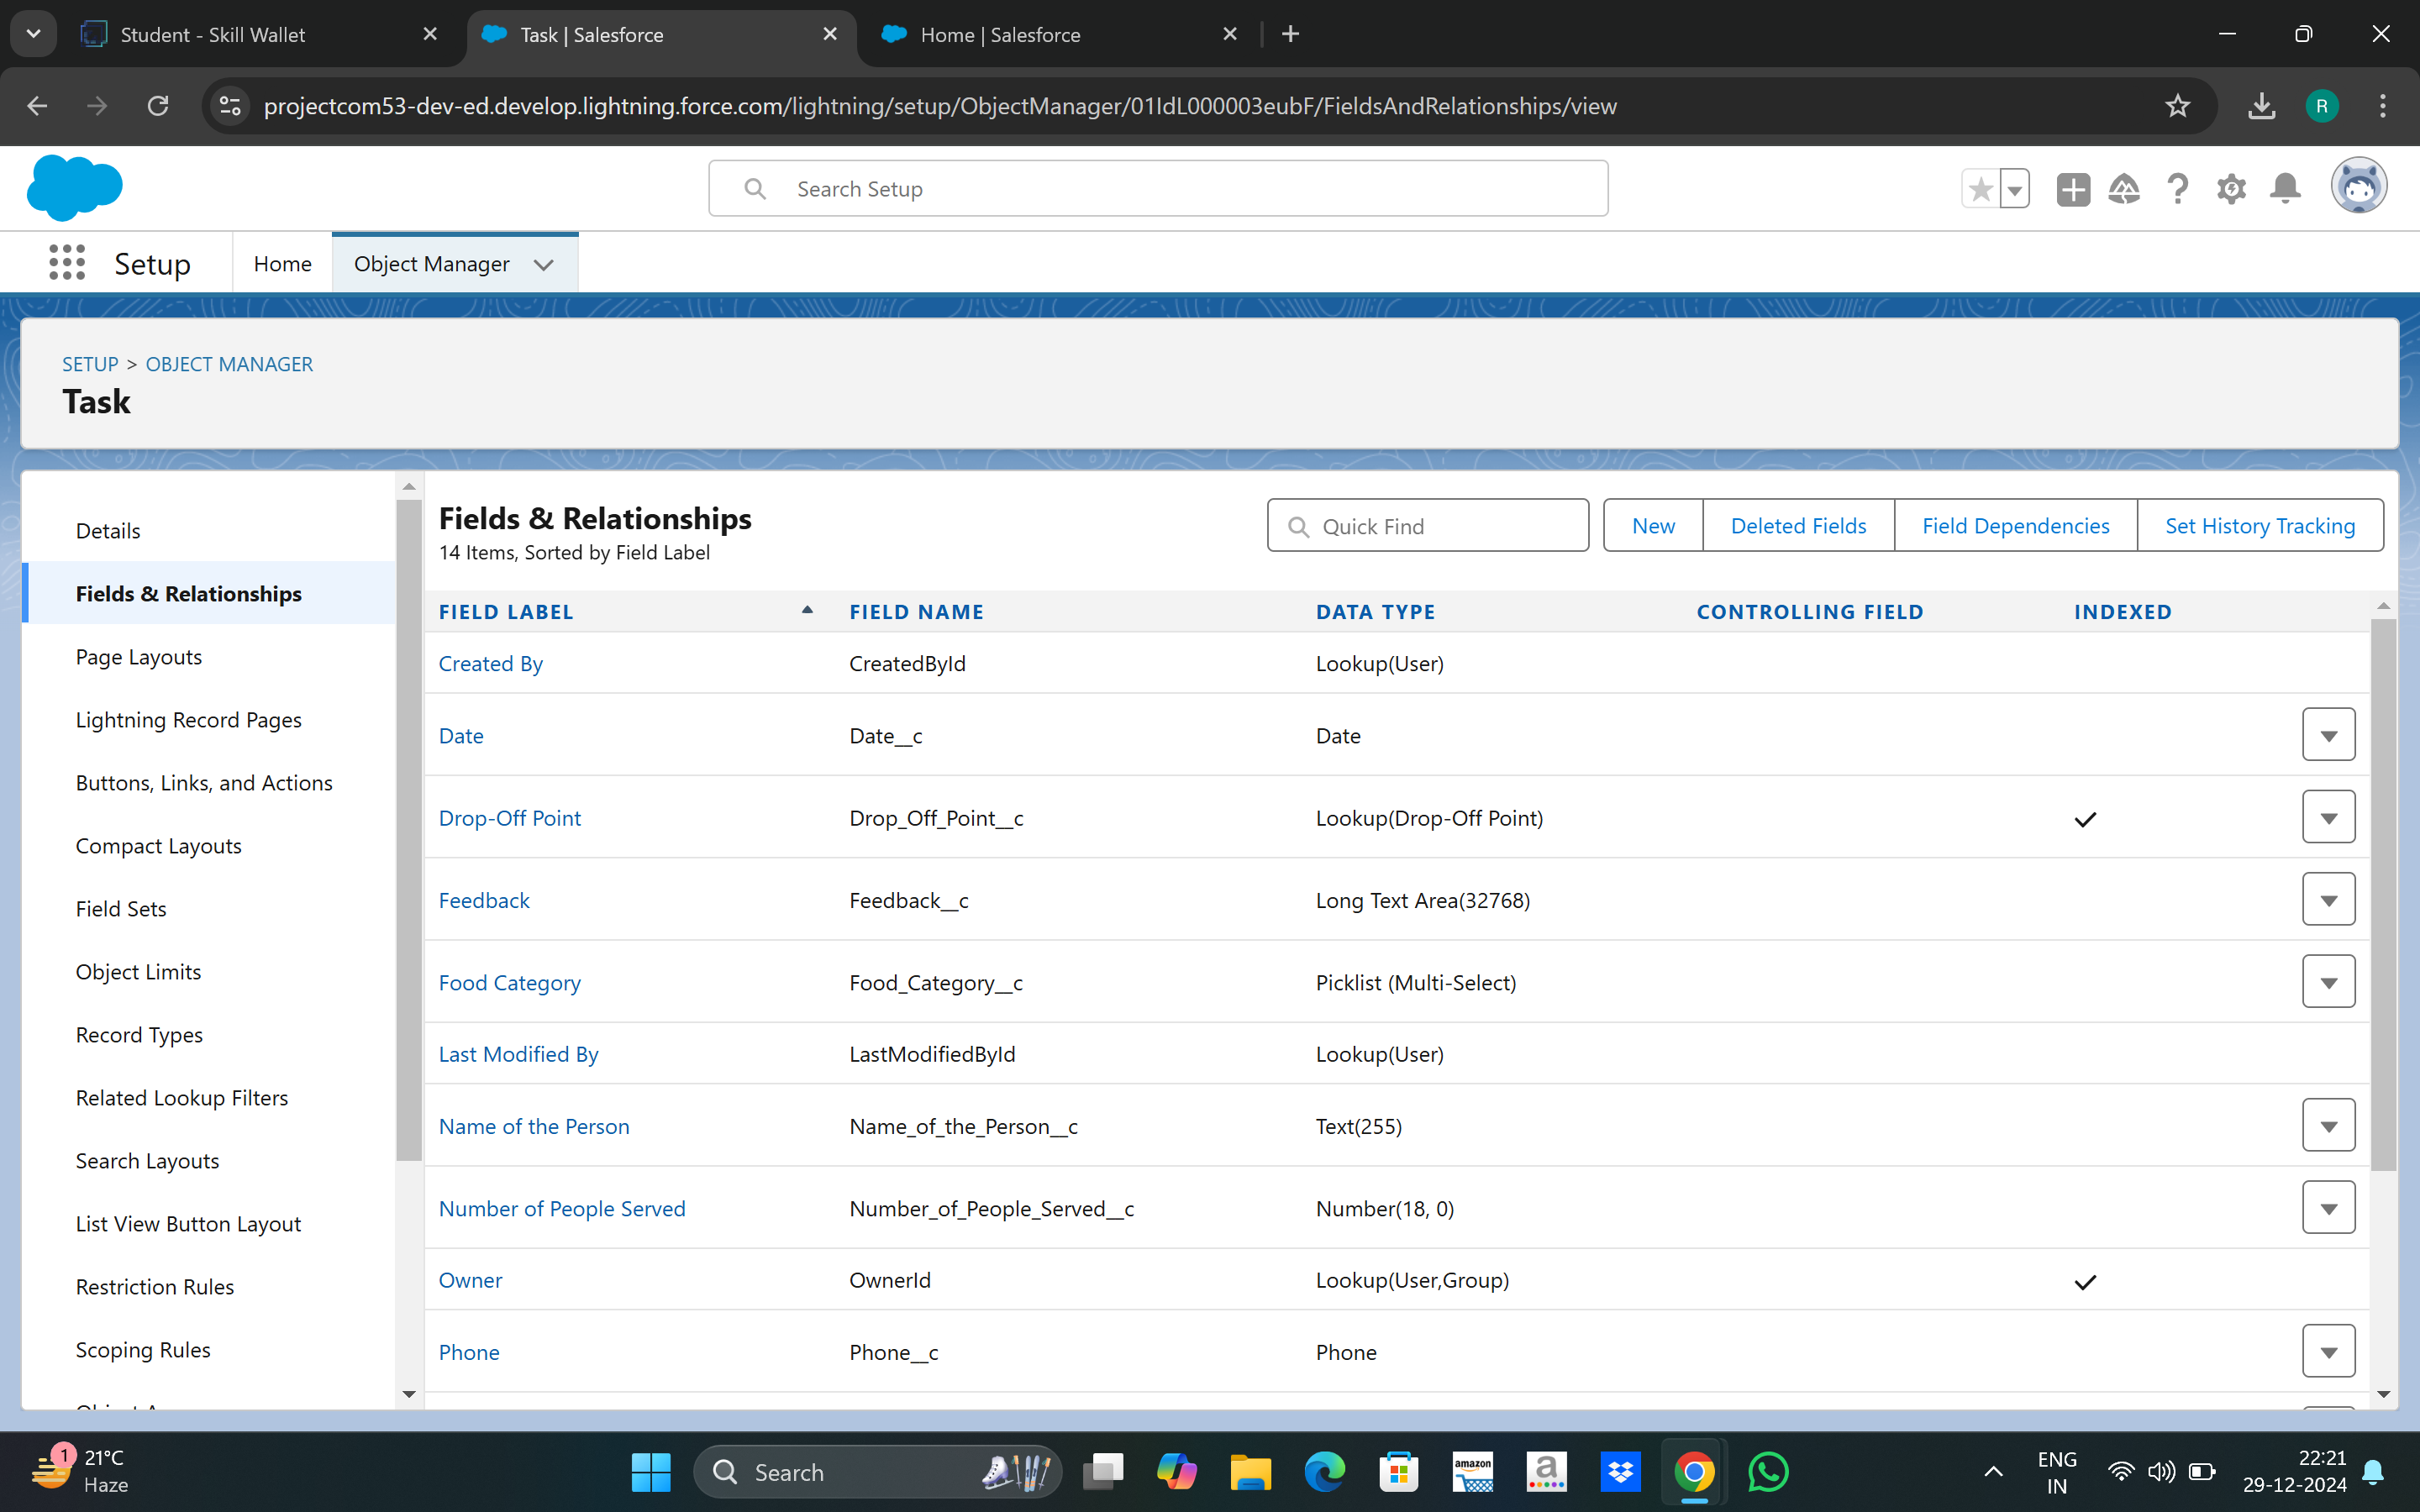 Student - Skill Wallet
Task | Salesforce
Home | Salesforce
projectcom53-dev-ed.develop.lightning.force.com/lightning/setup/ObjectManager/01IdL000003eubF/FieldsAndRelationships/view
R
Search Setup
Setup
Home
Object Manager
SETUP > OBJECT MANAGER
Task
Details
Fields & Relationships
Page Layouts
Lightning Record Pages
Buttons, Links, and Actions
Compact Layouts
Field Sets
Object Limits
Record Types
Related Lookup Filters
Search Layouts
List View Button Layout
Restriction Rules
Scoping Rules
Fields & Relationships
14 Items, Sorted by Field Label
Quick Find
New
Deleted Fields
Field Dependencies
Set History Tracking
FIELD LABEL FIELD NAME DATA TYPE CONTROLLING FIELD INDEXED
Created By CreatedById Lookup(User)
Date Date__c Date
Drop-Off Point Drop_Off_Point__c Lookup(Drop-Off Point)
Feedback Feedback__c Long Text Area(32768)
Food Category Food_Category__c Picklist (Multi-Select)
Last Modified By LastModifiedById Lookup(User)
Name of the Person Name_of_the_Person__c Text(255)
Number of People Served Number_of_People_Served__c Number(18, 0)
Owner OwnerId Lookup(User,Group)
Phone Phone__c Phone
1
21°C
Haze
Search
amazon
a
ENG
IN
22:21
29-12-2024